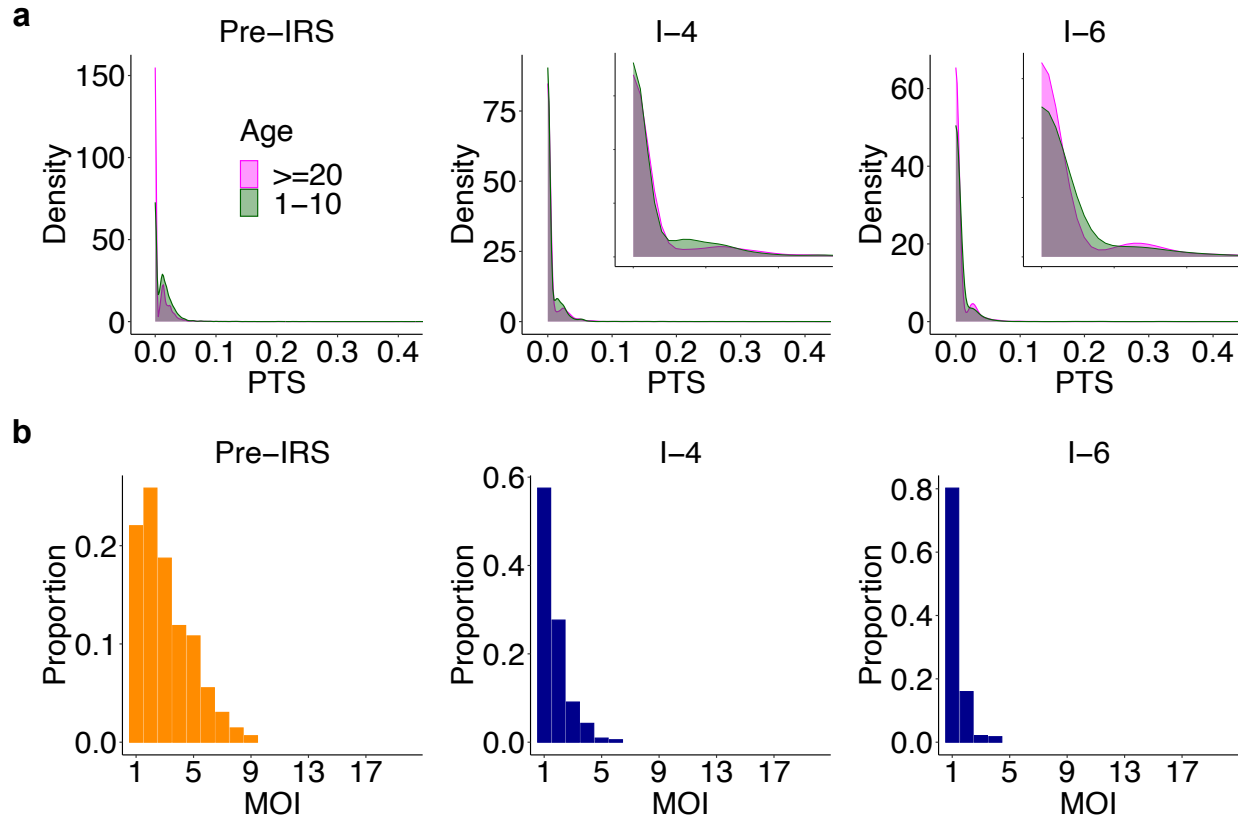 a
Pre−IRS
I−4
I−6
Density
150
100
50
0
Age
>=20
1−10
0.0 0.1 0.2 0.3 0.4
PTS
Density
75
50
25
0
0.0 0.1 0.2 0.3 0.4
PTS
Density
60
40
20
0
0.0 0.1 0.2 0.3 0.4
PTS
b
Pre−IRS
I−4
I−6
Proportion
0.2
0.1
0.0
1 5 9 13 17
MOI
Proportion
0.6
0.4
0.2
0.0
1 5 9 13 17
MOI
Proportion
0.8
0.6
0.4
0.2
0.0
1 5 9 13 17
MOI